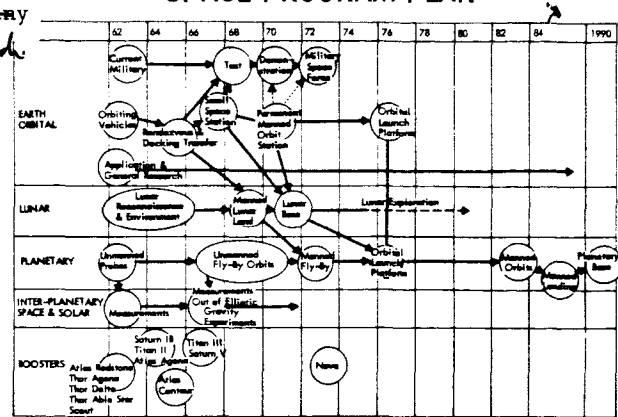 SPACE PROGRAM PLAN
62 64 66 68 70 72 74 76 78 80 82 84 1990
EARTH
ORBITAL
Current
Military
Test
Demon-
stration
Military
Space
Force
Orbiting
Vehicles
Rendezvous
Docking Transfer
Small
Space
Station
Permanent
Manned
Orbit
Station
Orbital
Launch
Platform
Application &
General Research
LUNAR
Lunar
Reconnaissance
& Environment
Manned
Lunar
Land
Lunar
Base
Lunar Exploration
PLANETARY
Unmanned
Probes
Unmanned
Fly-By Orbits
Manned
Fly-By
Orbital
Launch
Platform
Manned
Orbits
Manned
Landing
Planetary
Base
INTER-PLANETARY
SPACE & SOLAR
Measurements
Measurements
Out of Elliptic
Gravity
Experiments
BOOSTERS
Atlas Redstone
Thor Agena
Thor Delta
Thor Able Star
Scout
Saturn IB
Titan II
Atlas Agena
Atlas
Centaur
Titan III
Saturn V
Nova